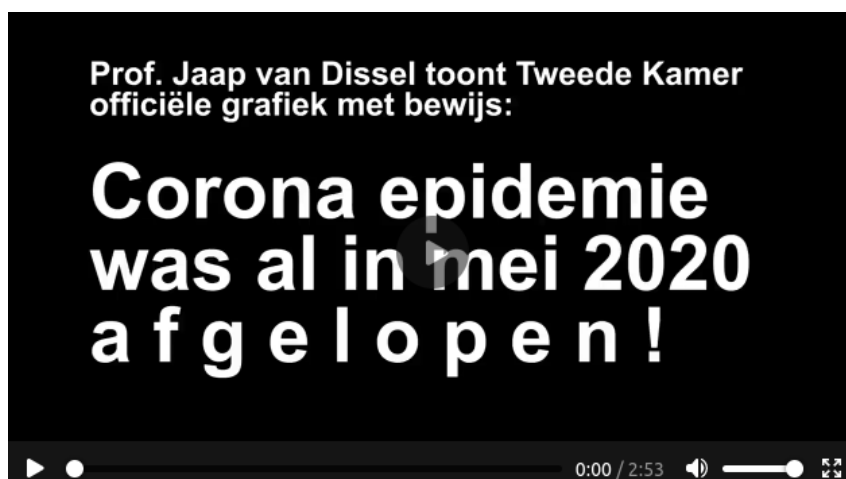 Prof. Jaap van Dissel toont Tweede Kamer
officiële grafiek met bewijs:
Corona epidemie
was al in mei 2020
a f g e l o p e n !
0:00 / 2:53